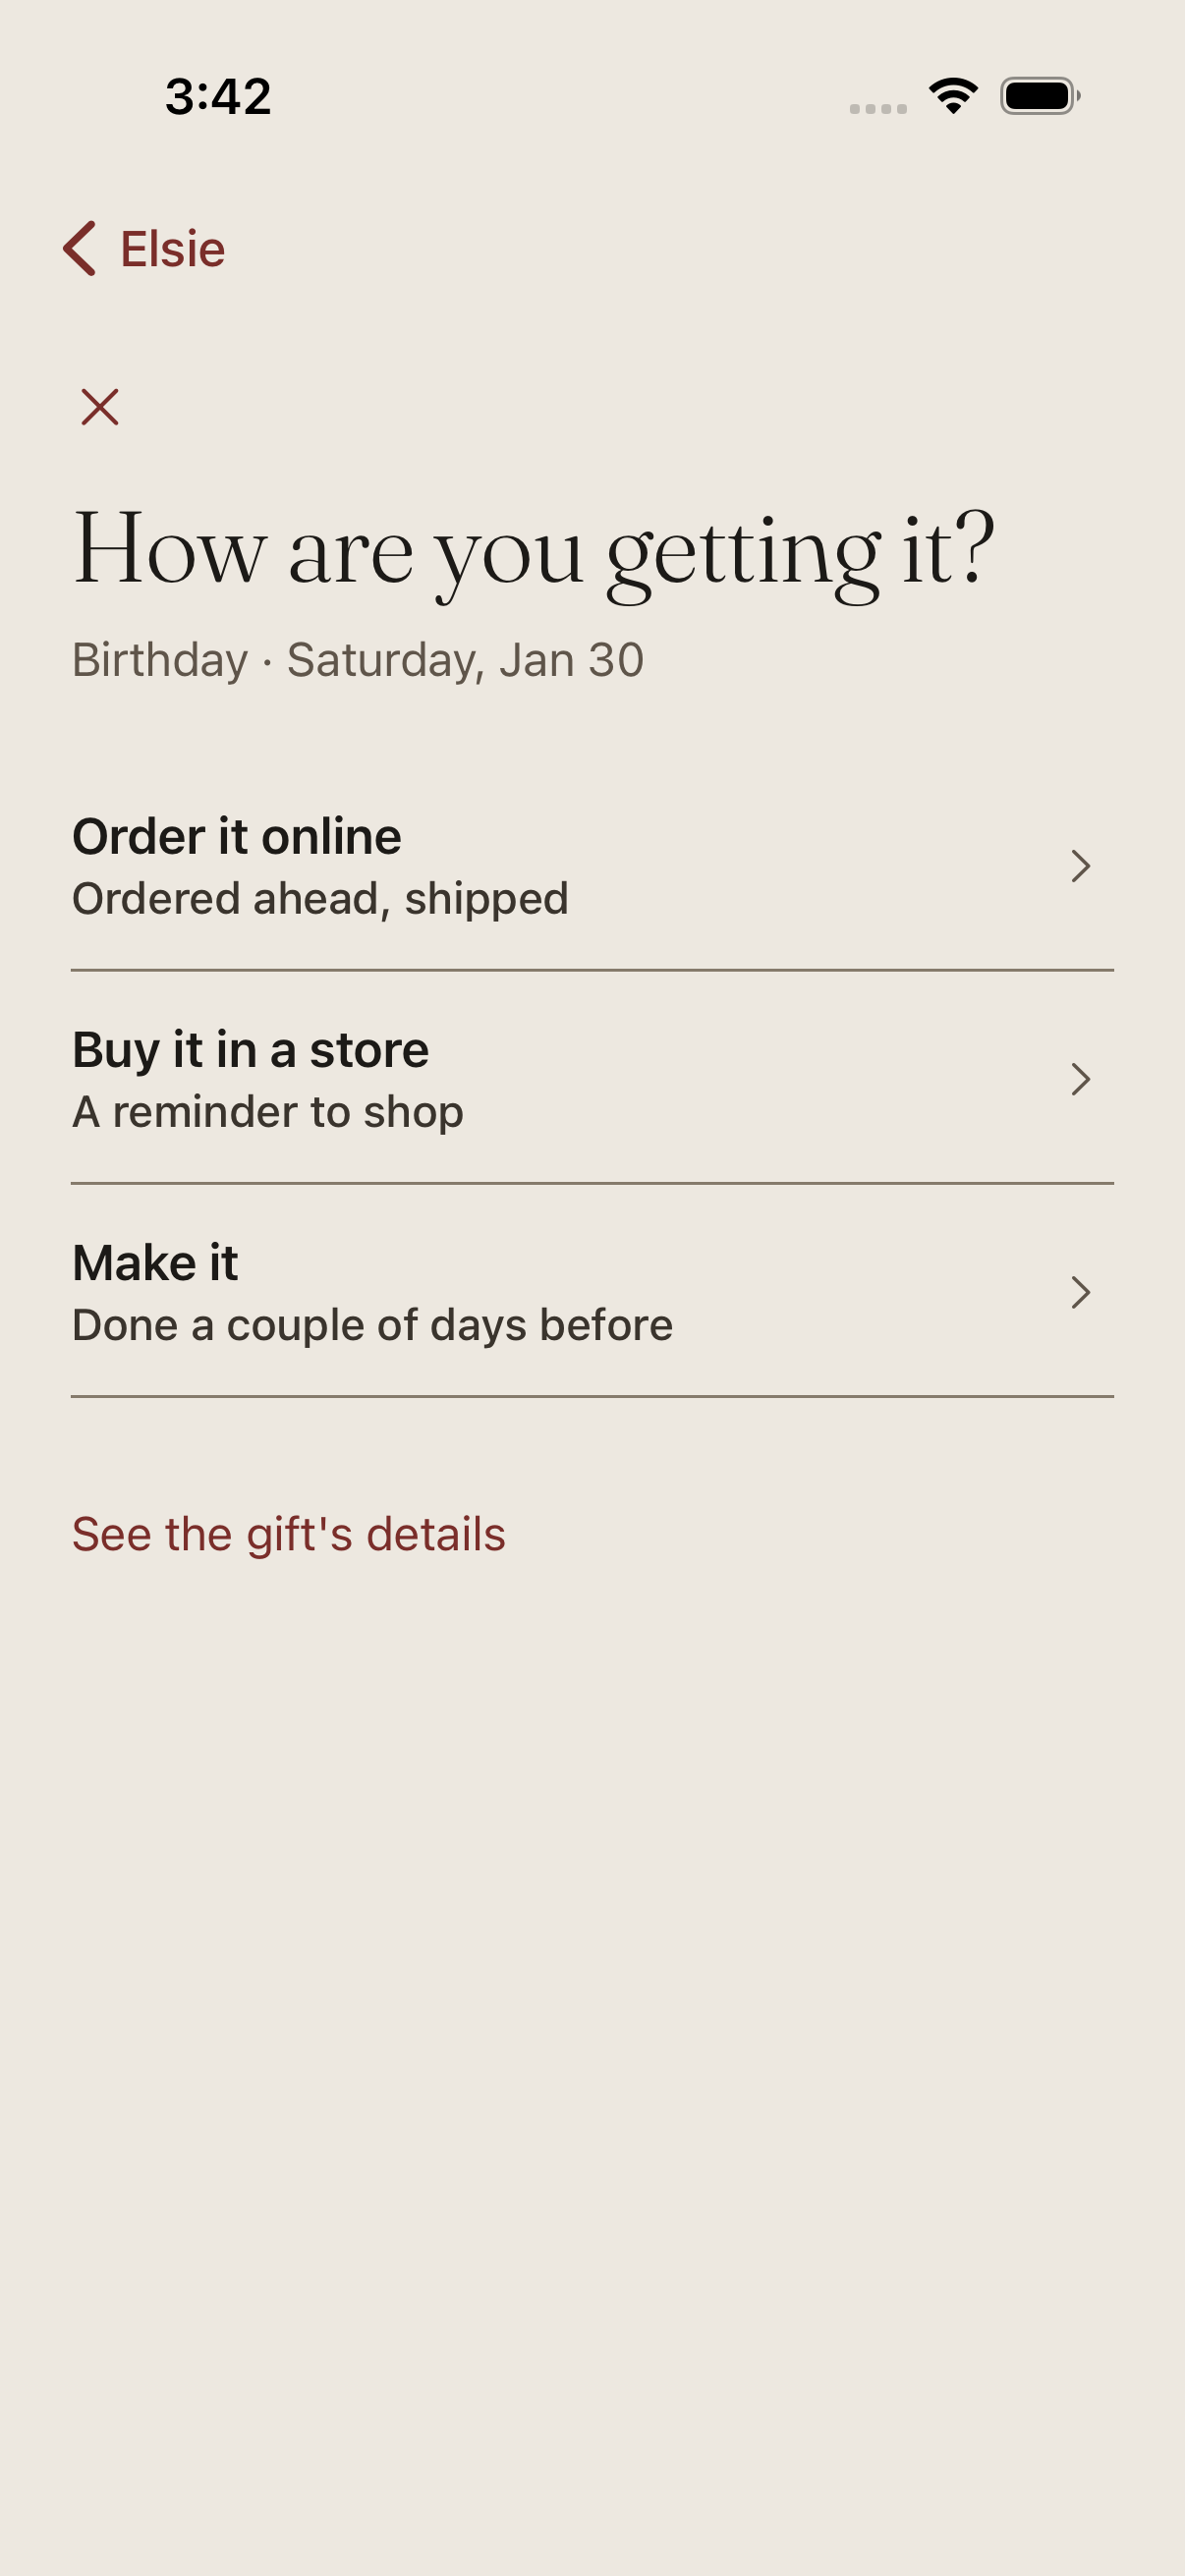 3:42
Elsie
How are you getting it?
Birthday · Saturday, Jan 30
Order it online
Ordered ahead, shipped
Buy it in a store
A reminder to shop
Make it
Done a couple of days before
See the gift's details